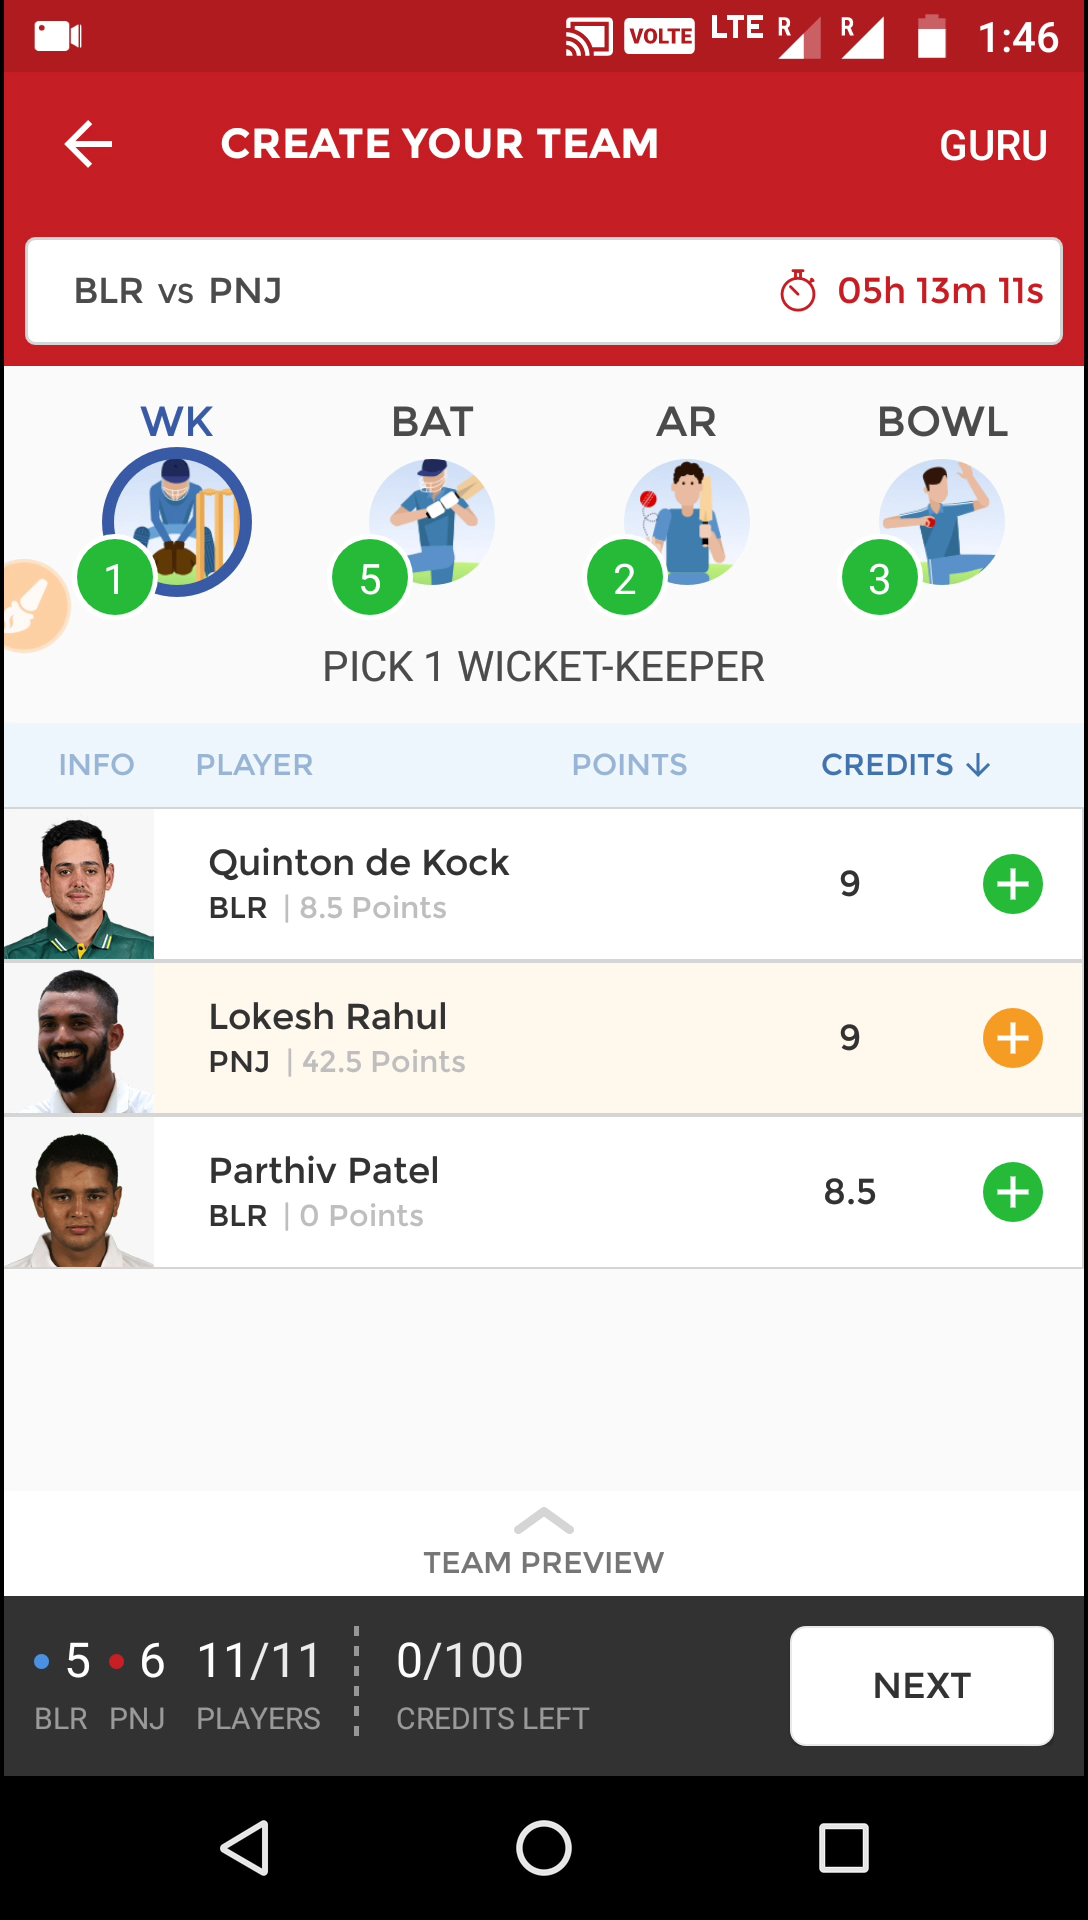 VOLTE LTE R R 1:46
CREATE YOUR TEAM GURU
BLR vs PNJ 05h 13m 11s
WK BAT AR BOWL
1 5 2 3
PICK 1 WICKET-KEEPER
INFO PLAYER POINTS CREDITS
Quinton de Kock
BLR | 8.5 Points 9
Lokesh Rahul
PNJ | 42.5 Points 9
Parthiv Patel
BLR | 0 Points 8.5
TEAM PREVIEW
5 6 11/11 0/100
BLR PNJ PLAYERS CREDITS LEFT
NEXT